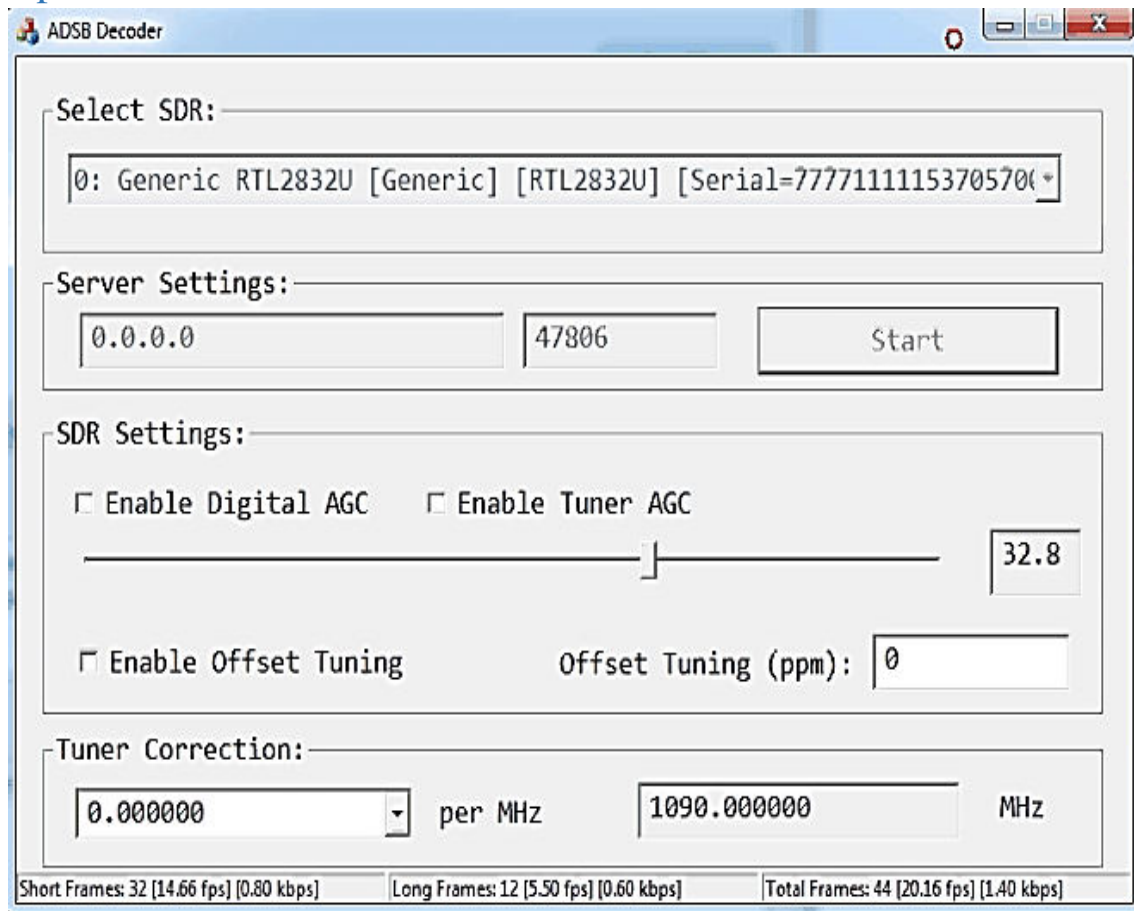 ADSB Decoder
Select SDR:
0: Generic RTL2832U [Generic] [RTL2832U] [Serial=7777111115370570
Server Settings:
0.0.0.0 47806 Start
SDR Settings:
Enable Digital AGC Enable Tuner AGC
32.8
Enable Offset Tuning Offset Tuning (ppm): 0
Tuner Correction:
0.000000 per MHz 1090.000000 MHz
Short Frames: 32 [14.66 fps] [0.80 kbps] Long Frames: 12 [5.50 fps] [0.60 kbps] Total Frames: 44 [20.16 fps] [1.40 kbps]